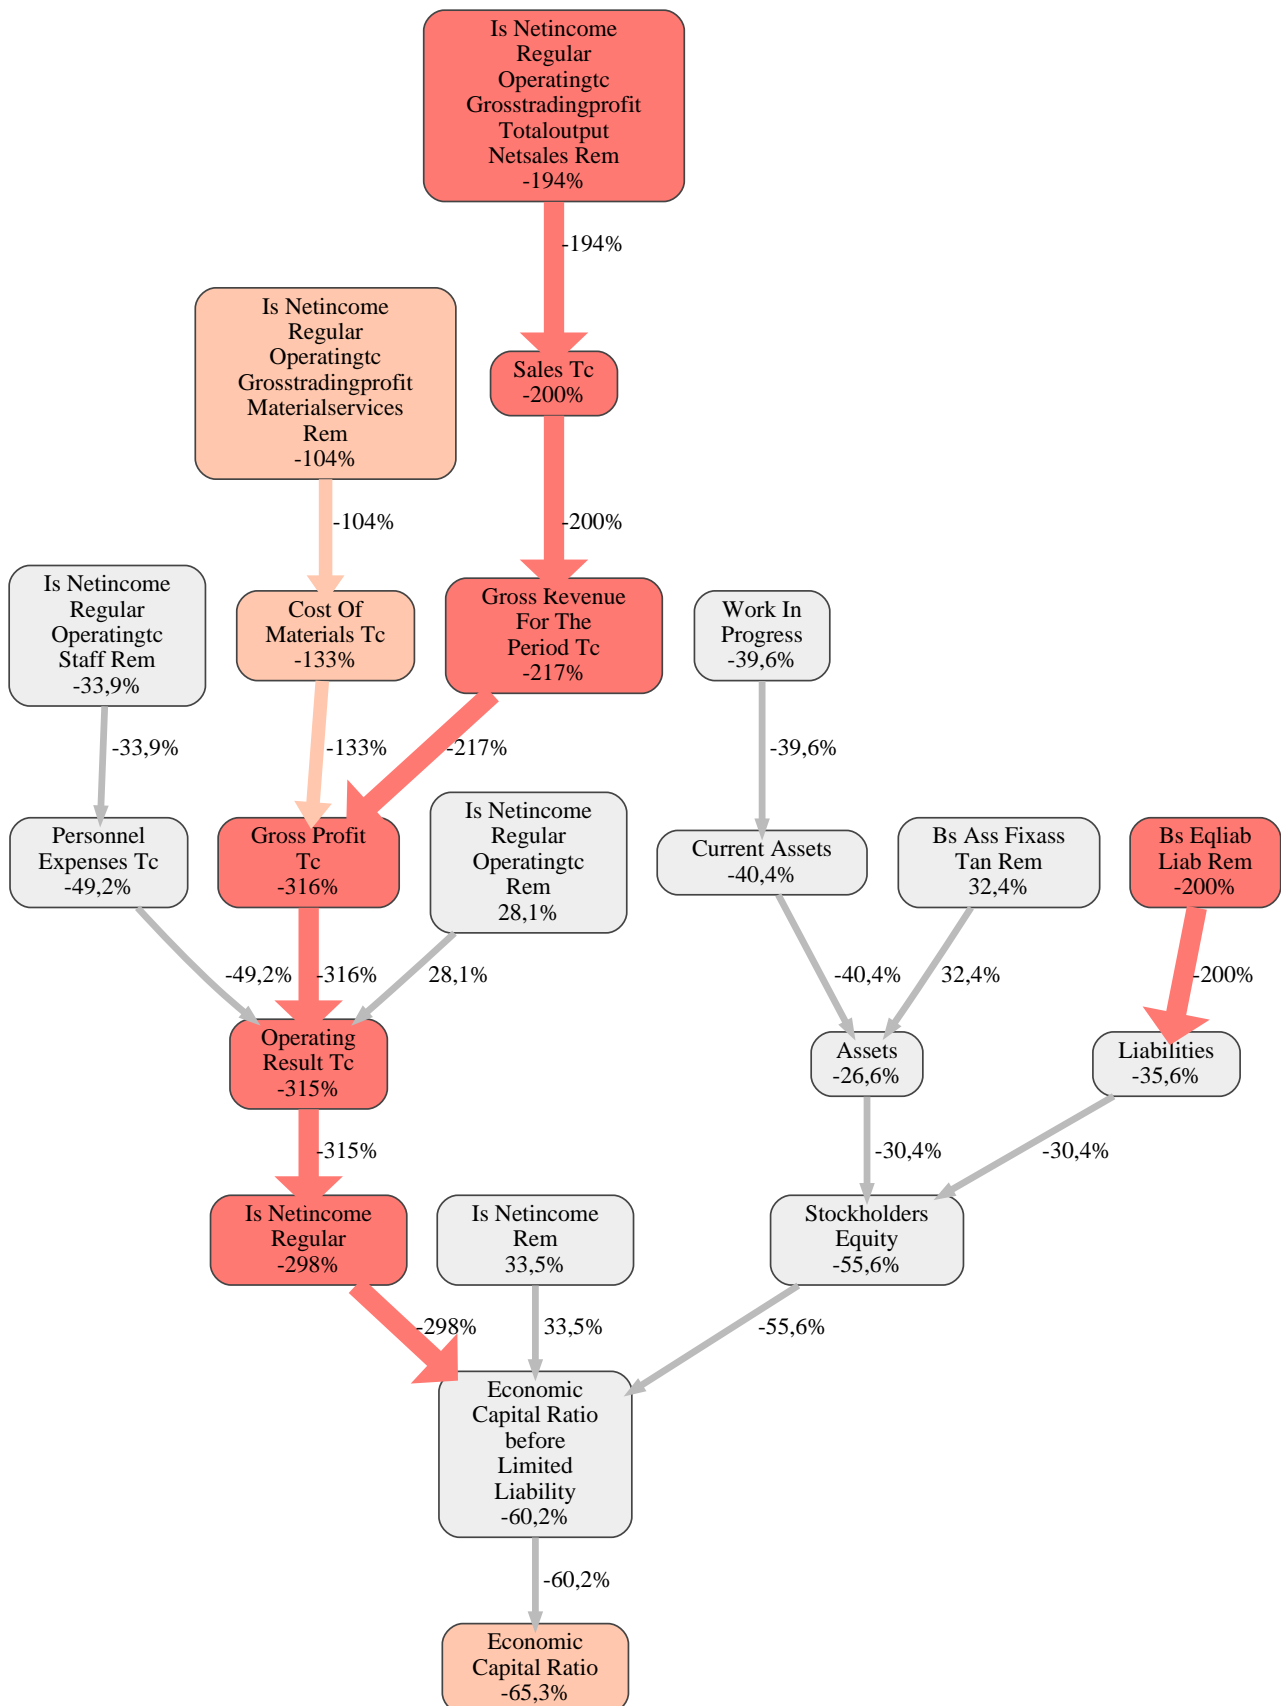 Is Netincome
Regular
Operatingtc
Grosstradingprofit
Totaloutput
Netsales Rem
-194%
-194%
Is Netincome
Regular
Operatingtc
Grosstradingprofit
Materialservices
Rem
-104%
Sales Tc
-200%
-104%
-200%
Is Netincome
Regular
Operatingtc
Staff Rem
-33,9%
Cost Of
Materials Tc
-133%
Gross Revenue
For The
Period Tc
-217%
Work In
Progress
-39,6%
-33,9%
-133%
-217%
-39,6%
Personnel
Expenses Tc
-49,2%
Gross Profit
Tc
-316%
Is Netincome
Regular
Operatingtc
Rem
28,1%
Current Assets
-40,4%
Bs Ass Fixass
Tan Rem
32,4%
Bs Eqliab
Liab Rem
-200%
-49,2%
-316%
28,1%
-40,4%
32,4%
-200%
Operating
Result Tc
-315%
Assets
-26,6%
Liabilities
-35,6%
-315%
-30,4%
-30,4%
Is Netincome
Regular
-298%
Is Netincome
Rem
33,5%
Stockholders
Equity
-55,6%
-298%
33,5%
-55,6%
Economic
Capital Ratio
before
Limited
Liability
-60,2%
-60,2%
Economic
Capital Ratio
-65,3%